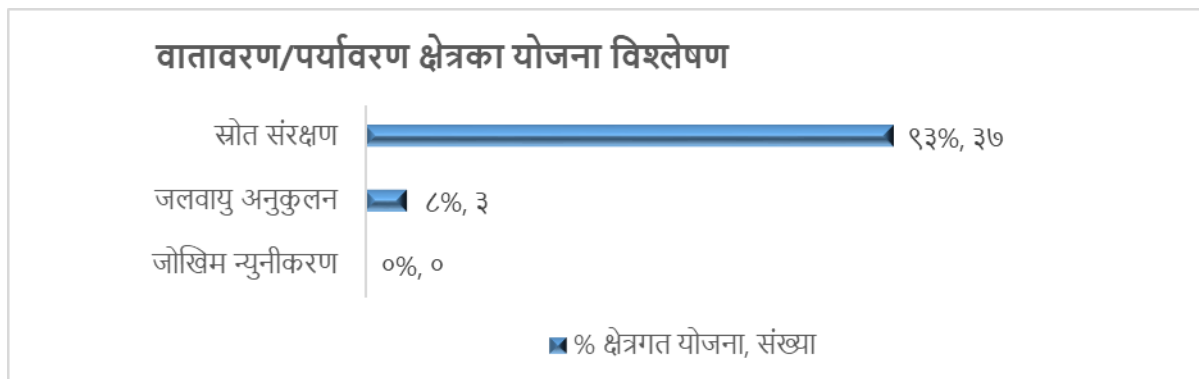 वातावरण/पर्यावरण क्षेत्रका योजना विश्लेषण
स्रोत संरक्षण ९३%, ३७
जलवायु अनुकुलन ८%, ३
जोखिम न्युनीकरण ०%, ०
% क्षेत्रगत योजना, संख्या